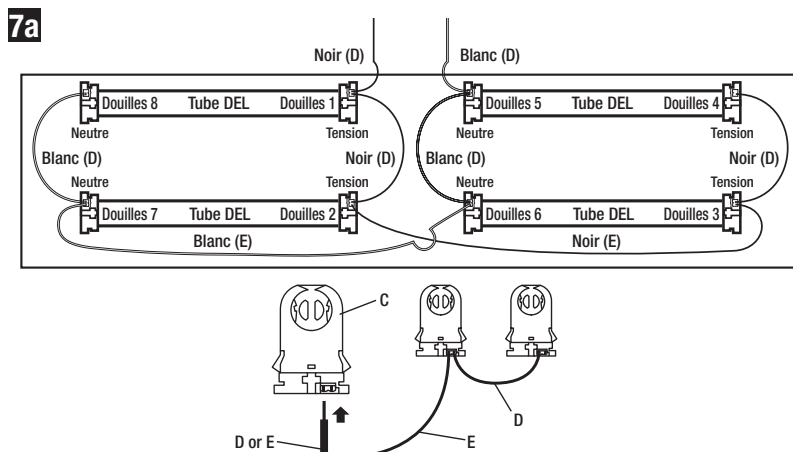 7a
Noir (D) Blanc (D)
Douilles 8 Tube DEL Douilles 1 Douilles 5 Tube DEL Douilles 4
Neutre Tension Neutre Tension
Blanc (D) Noir (D) Blanc (D) Noir (D)
Neutre Tension Neutre Tension
Douilles 7 Tube DEL Douilles 2 Douilles 6 Tube DEL Douilles 3
Blanc (E) Noir (E)
C
D
D or E E